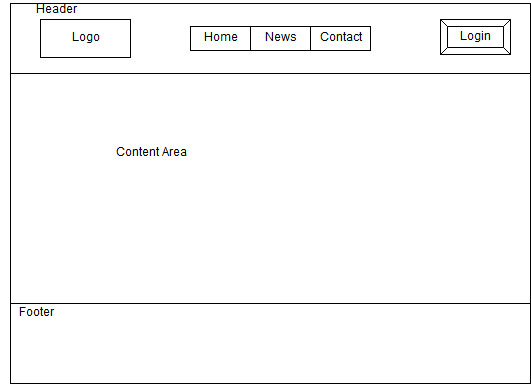 Header
Logo
Home News Contact
Login
Content Area
Footer